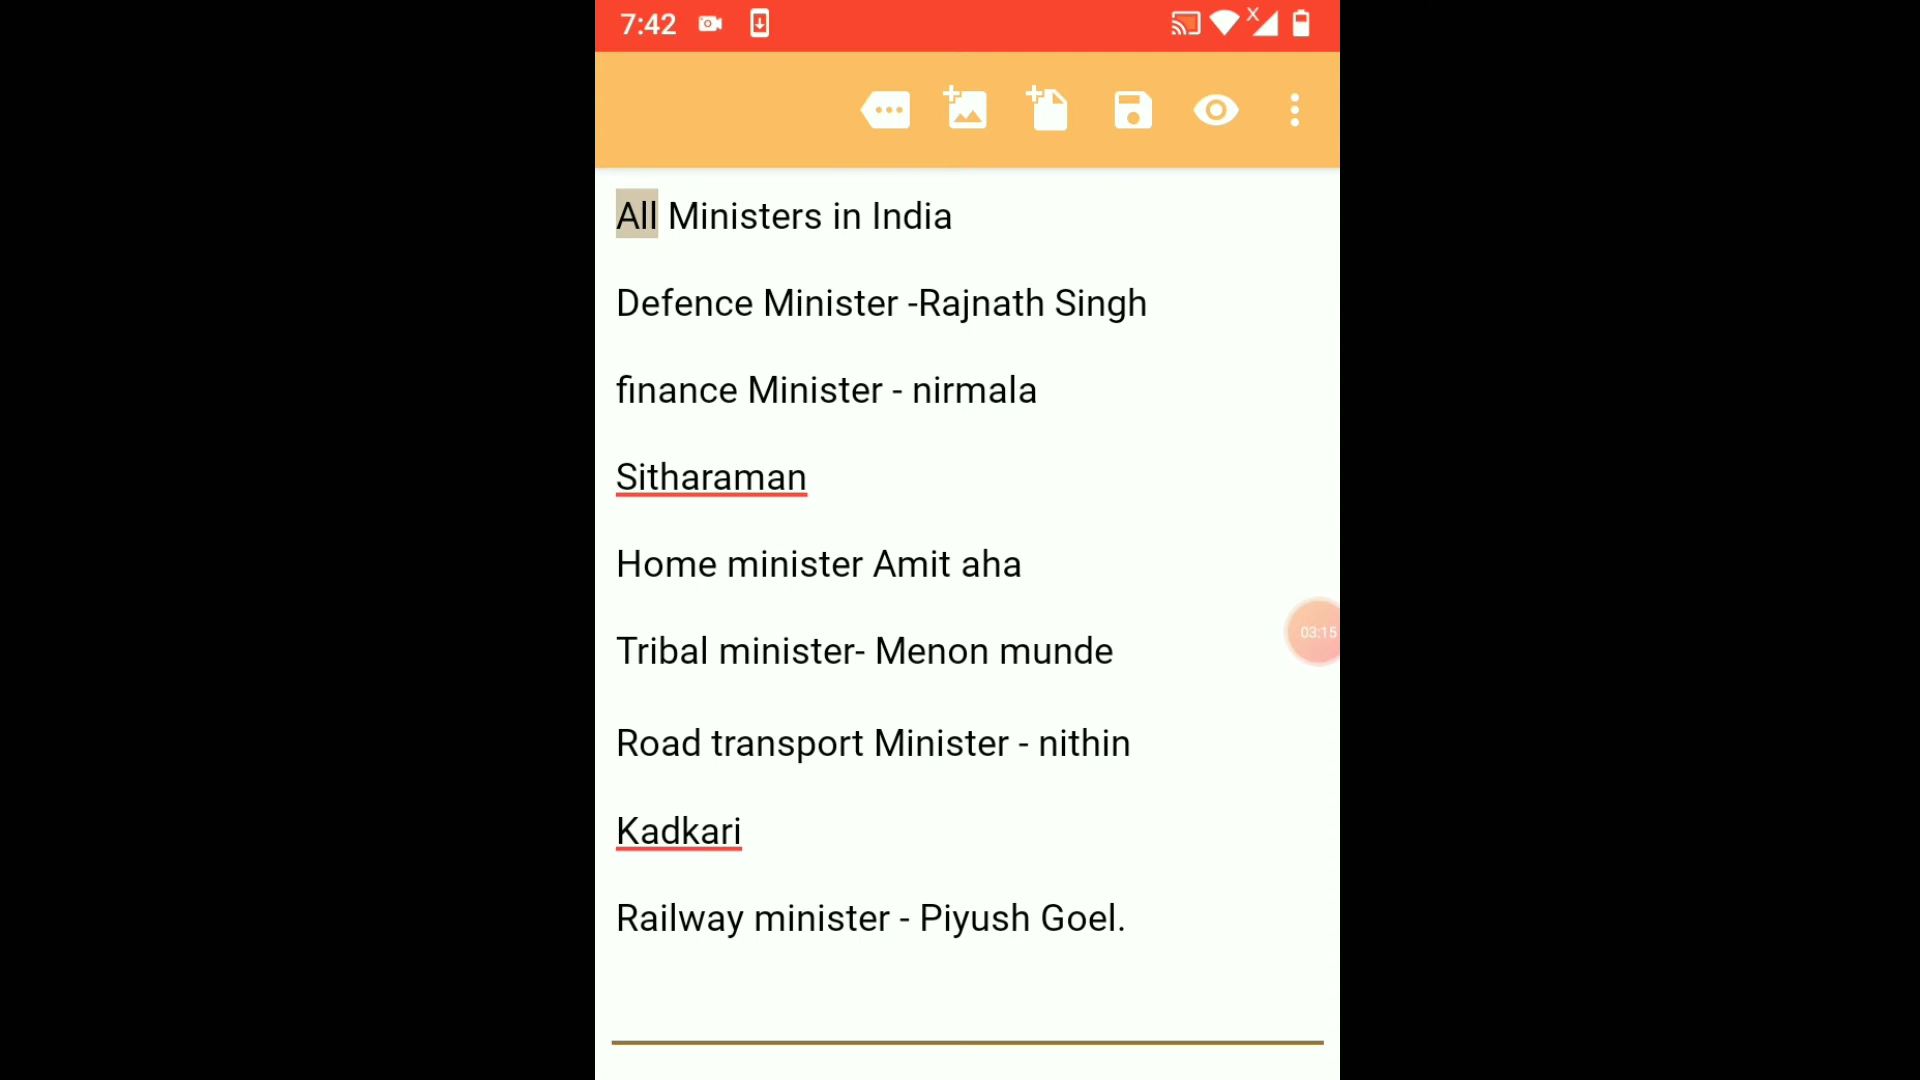 7:42
All Ministers in India
Defence Minister -Rajnath Singh
finance Minister - nirmala
Sitharaman
Home minister Amit aha
Tribal minister- Menon munde
03:15
Road transport Minister - nithin
Kadkari
Railway minister - Piyush Goel.